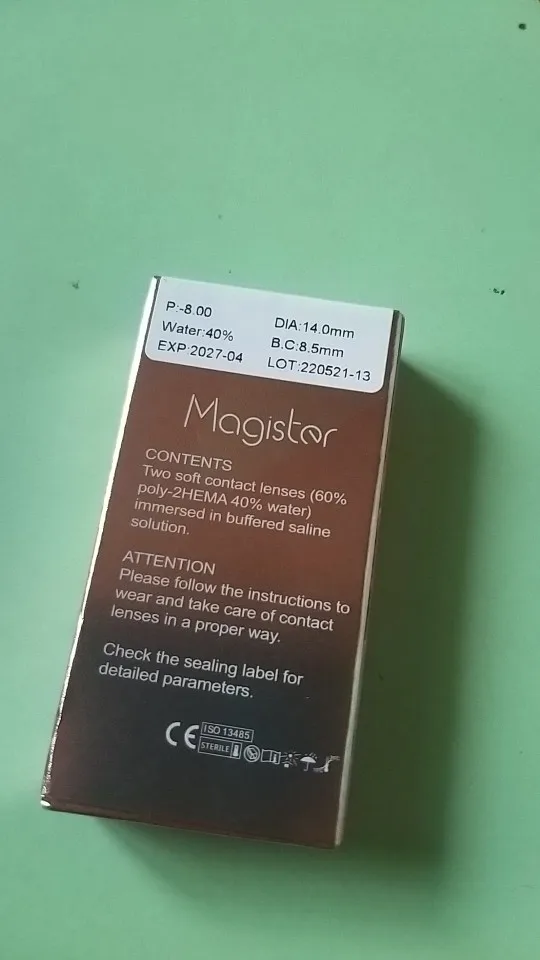 P:-8.00 DIA:14.0mm
Water:40% B.C:8.5mm
EXP:2027-04 LOT:220521-13
Magister
CONTENTS
Two soft contact lenses (60%
poly-2HEMA 40% water)
immersed in buffered saline
solution.
ATTENTION
Please follow the instructions to
wear and take care of contact
lenses in a proper way.
Check the sealing label for
detailed parameters.
CE ISO 13485
STERILE